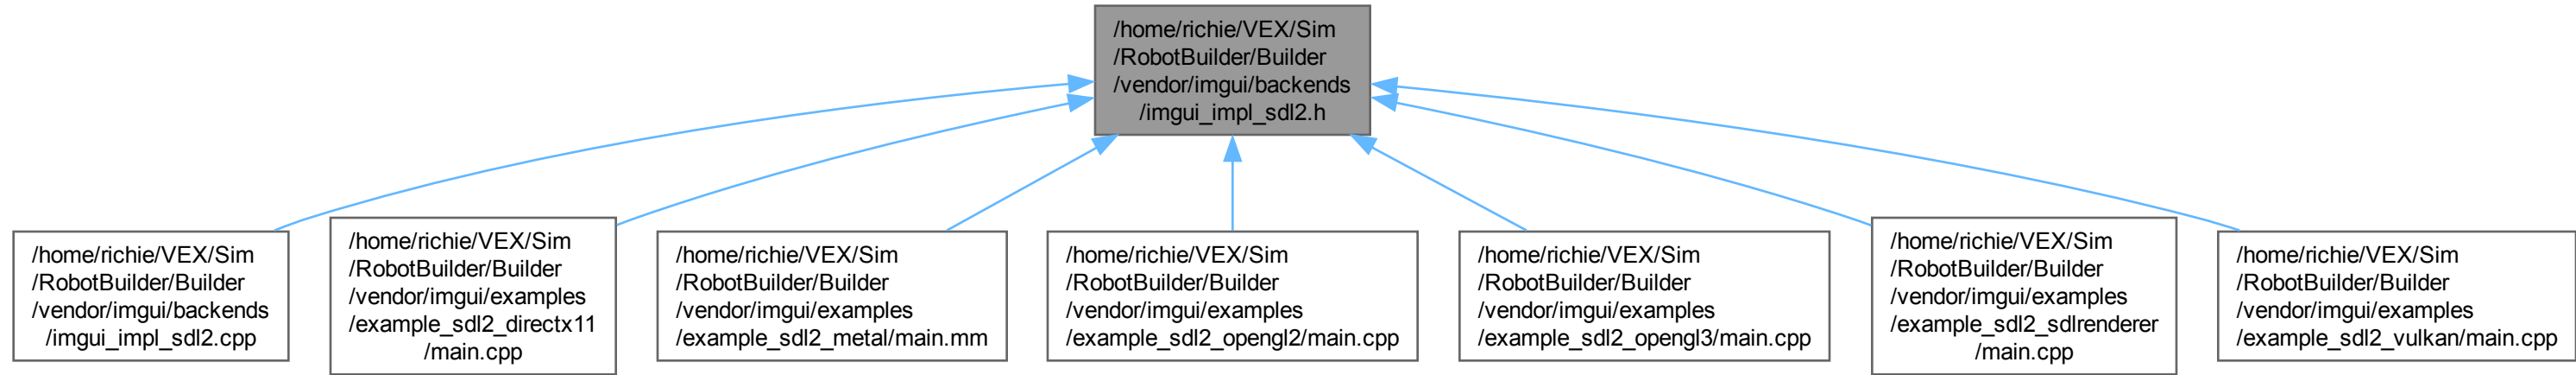 /home/richie/VEX/Sim
/RobotBuilder/Builder
/vendor/imgui/backends
/imgui_impl_sdl2.h
/home/richie/VEX/Sim
/RobotBuilder/Builder
/vendor/imgui/backends
/imgui_impl_sdl2.cpp
/home/richie/VEX/Sim
/RobotBuilder/Builder
/vendor/imgui/examples
/example_sdl2_directx11
/main.cpp
/home/richie/VEX/Sim
/RobotBuilder/Builder
/vendor/imgui/examples
/example_sdl2_metal/main.mm
/home/richie/VEX/Sim
/RobotBuilder/Builder
/vendor/imgui/examples
/example_sdl2_opengl2/main.cpp
/home/richie/VEX/Sim
/RobotBuilder/Builder
/vendor/imgui/examples
/example_sdl2_opengl3/main.cpp
/home/richie/VEX/Sim
/RobotBuilder/Builder
/vendor/imgui/examples
/example_sdl2_sdlrenderer
/main.cpp
/home/richie/VEX/Sim
/RobotBuilder/Builder
/vendor/imgui/examples
/example_sdl2_vulkan/main.cpp